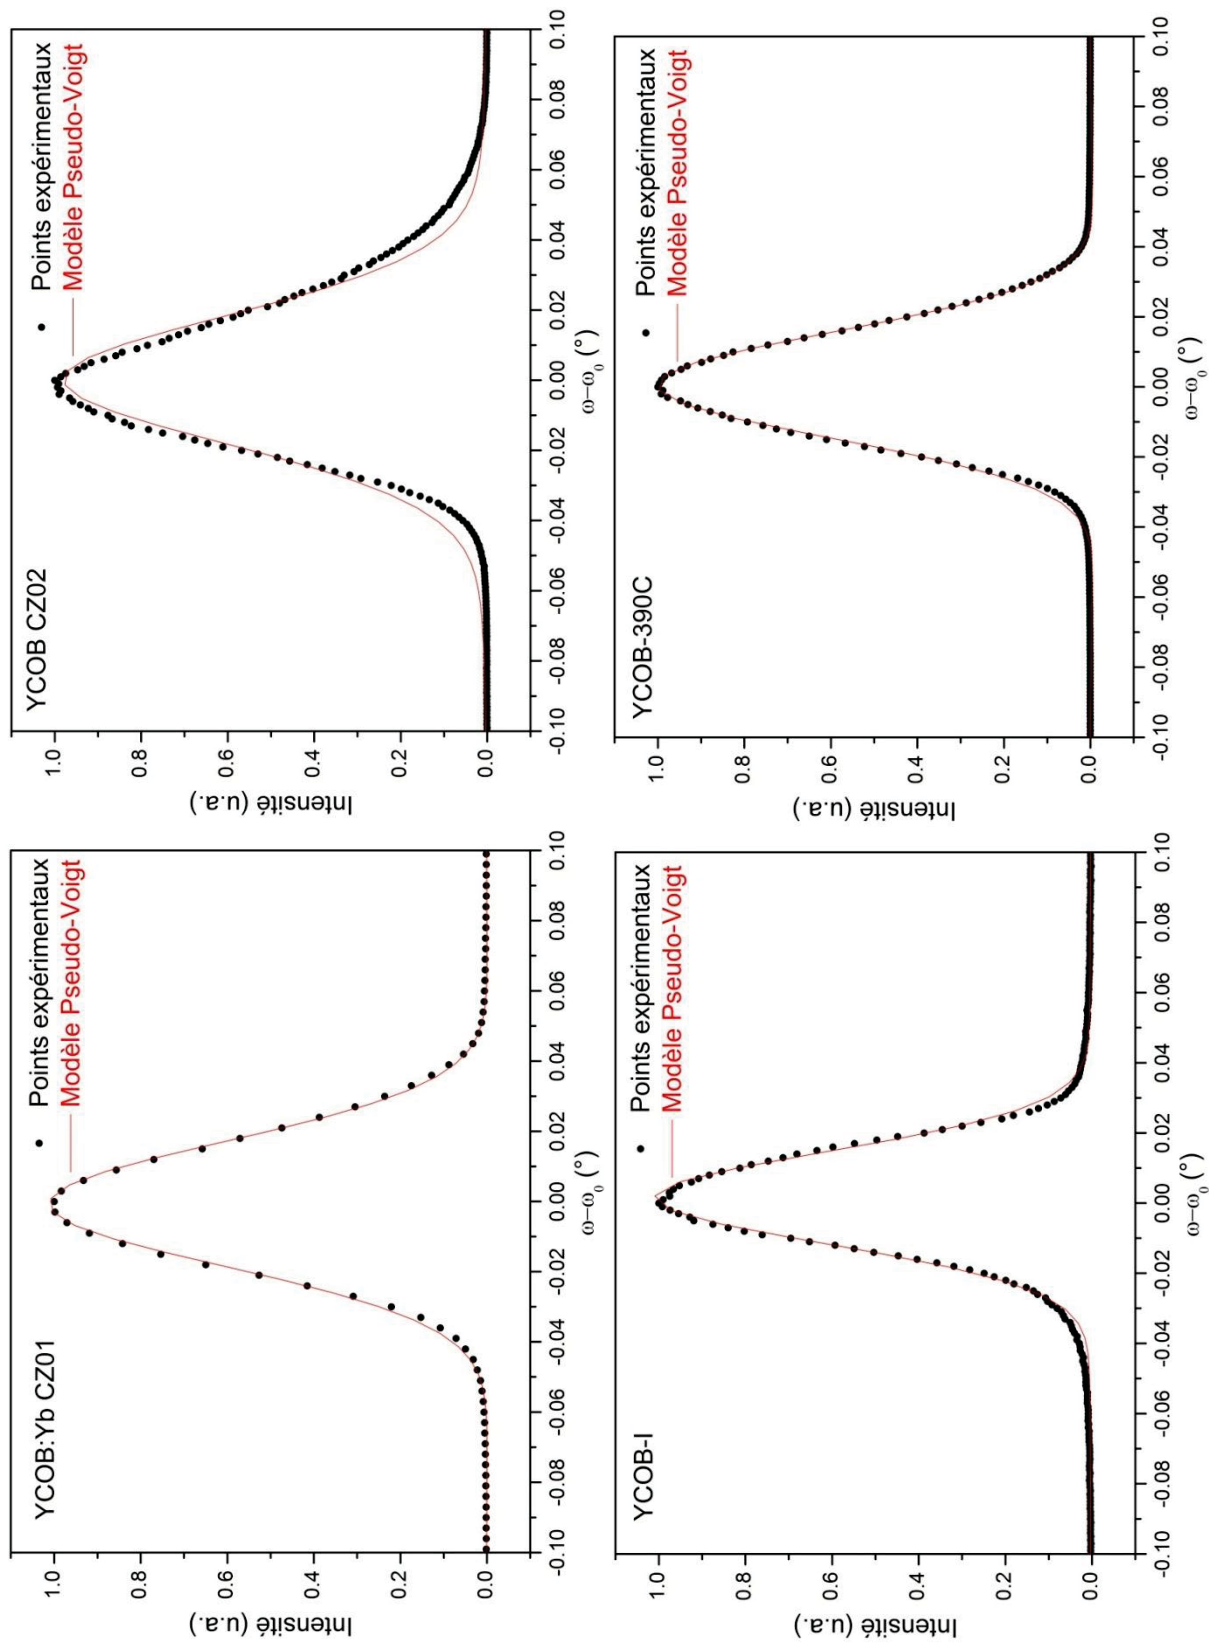 YCOB:Yb CZ01
Points expérimentaux
Modèle Pseudo-Voigt
Intensité (u.a.)
1.0
0.8
0.6
0.4
0.2
0.0
-0.10 -0.08 -0.06 -0.04 -0.02 0.00 0.02 0.04 0.06 0.08 0.10
ω−ω₀ (°)
YCOB CZ02
Points expérimentaux
Modèle Pseudo-Voigt
Intensité (u.a.)
1.0
0.8
0.6
0.4
0.2
0.0
-0.10 -0.08 -0.06 -0.04 -0.02 0.00 0.02 0.04 0.06 0.08 0.10
ω−ω₀ (°)
YCOB-I
Points expérimentaux
Modèle Pseudo-Voigt
Intensité (u.a.)
1.0
0.8
0.6
0.4
0.2
0.0
-0.10 -0.08 -0.06 -0.04 -0.02 0.00 0.02 0.04 0.06 0.08 0.10
ω−ω₀ (°)
YCOB-390C
Points expérimentaux
Modèle Pseudo-Voigt
Intensité (u.a.)
1.0
0.8
0.6
0.4
0.2
0.0
-0.10 -0.08 -0.06 -0.04 -0.02 0.00 0.02 0.04 0.06 0.08 0.10
ω−ω₀ (°)